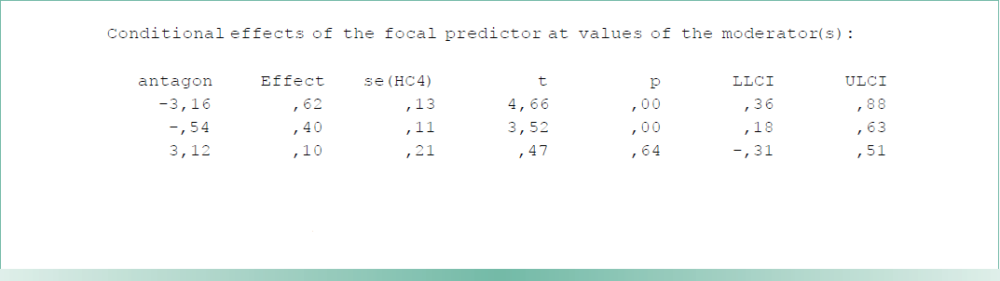 Conditional effects of the focal predictor at values of the moderator(s):
antagon Effect se(HC4) t p LLCI ULCI
-3,16 ,62 ,13 4,66 ,00 ,36 ,88
-,54 ,40 ,11 3,52 ,00 ,18 ,63
3,12 ,10 ,21 ,47 ,64 -,31 ,51